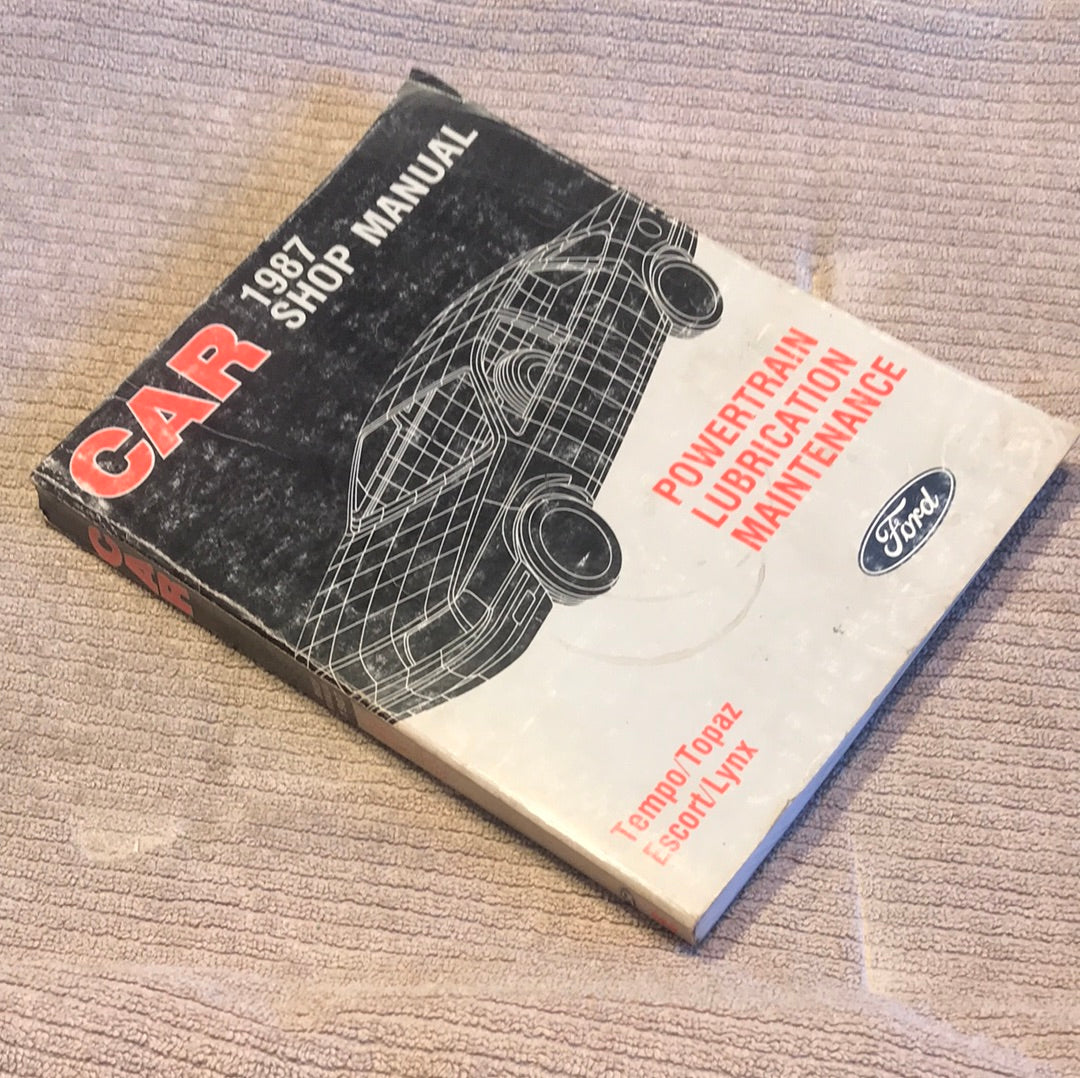 CAR
1987
SHOP MANUAL
POWERTRAIN
LUBRICATION
MAINTENANCE
Ford
Tempo/Topaz
Escort/Lynx
CAR